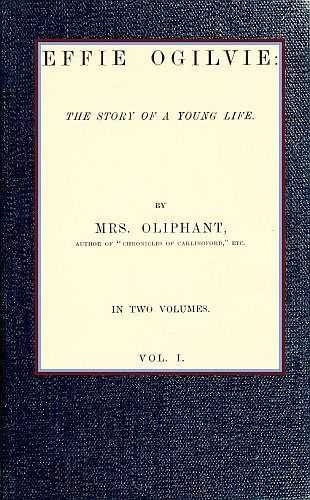 EFFIE OGILVIE:
THE STORY OF A YOUNG LIFE.
BY
MRS. OLIPHANT,
AUTHOR OF "CHRONICLES OF CARLINGFORD," ETC.
IN TWO VOLUMES.
VOL. I.